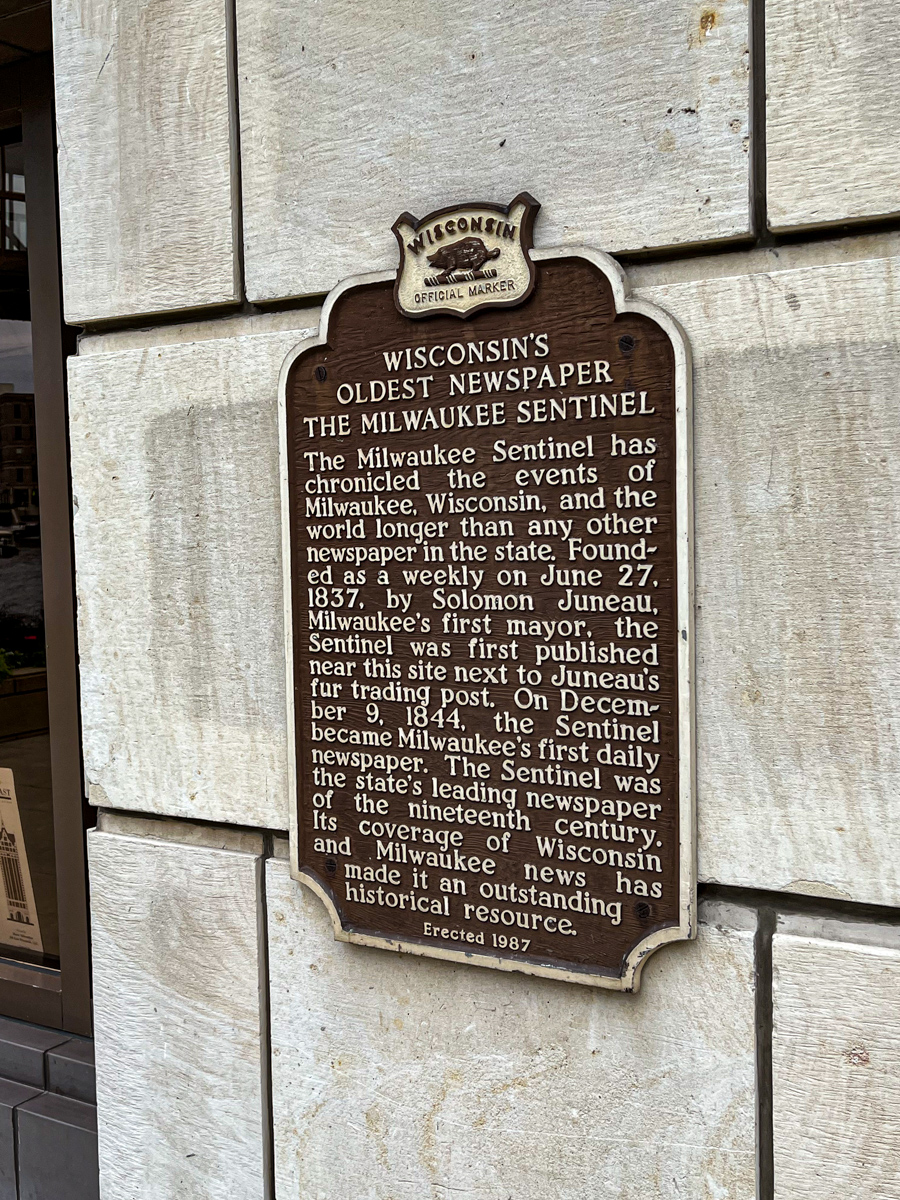 WISCONSIN
OFFICIAL MARKER
WISCONSIN'S
OLDEST NEWSPAPER
THE MILWAUKEE SENTINEL
The Milwaukee Sentinel has
chronicled the events of
Milwaukee, Wisconsin, and the
world longer than any other
newspaper in the state. Found-
ed as a weekly on June 27,
1837, by Solomon Juneau,
Milwaukee's first mayor, the
Sentinel was first published
near this site next to Juneau's
fur trading post. On Decem-
ber 9, 1844, the Sentinel
became Milwaukee's first daily
newspaper. The Sentinel was
the state's leading newspaper
of the nineteenth century.
Its coverage of Wisconsin
and Milwaukee news has
made it an outstanding
historical resource.
Erected 1987